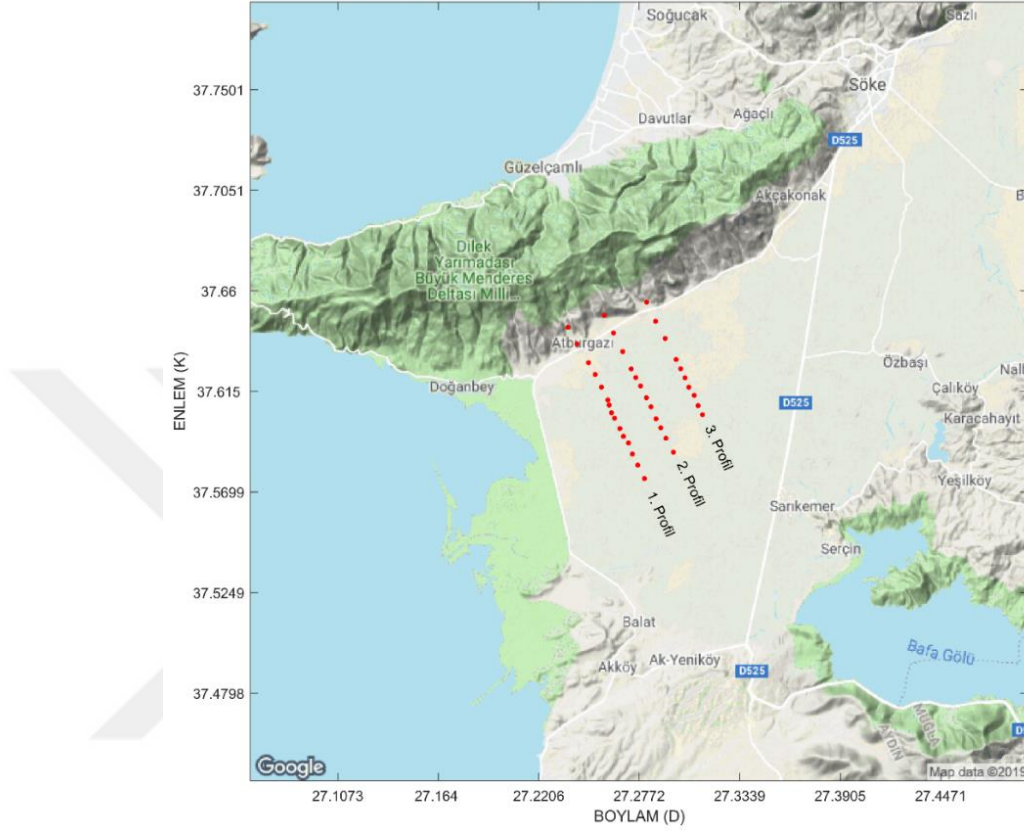 Soğucak
Sazlı
37.7501
Söke
Davutlar
Ağaçlı
D525
Güzelçamlı
37.7051
Akçakonak
Dilek
Yarımadası
Büyük Menderes
Deltası Milli...
37.66
Atburgazı
Özbaşı
Doğanbey
37.615
Çalıköy
D525
Karacahayıt
3. Profil
ENLEM (K)
2. Profil
Yeşilköy
37.5699
1. Profil
Sarıkemer
Serçin
37.5249
Balat
Bafa Gölü
Akköy
Ak-Yeniköy
D525
37.4798
MUĞLA
AYDIN
Google
Map data ©2019
27.1073
27.164
27.2206
27.2772
27.3339
27.3905
27.4471
BOYLAM (D)